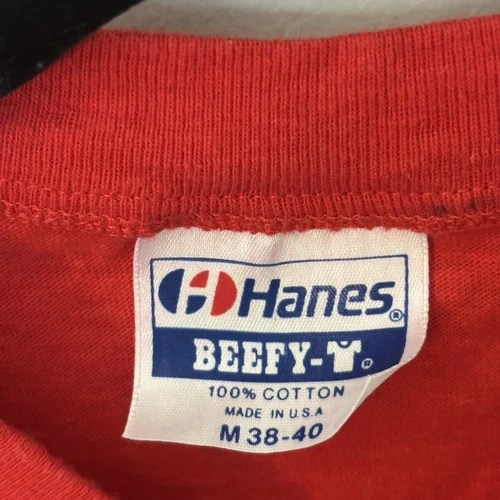 Hanes®
BEEFY-T®
100% COTTON
MADE IN U.S.A
M 38-40